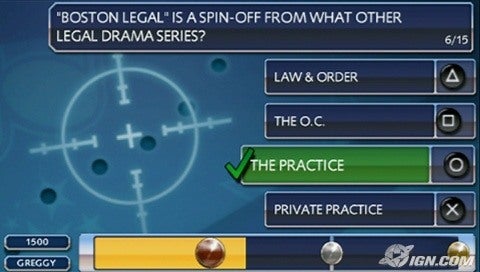 "BOSTON LEGAL" IS A SPIN-OFF FROM WHAT OTHER
LEGAL DRAMA SERIES?
6/15
LAW & ORDER
THE O.C.
THE PRACTICE
PRIVATE PRACTICE
1500
GREGGY
IGN.COM